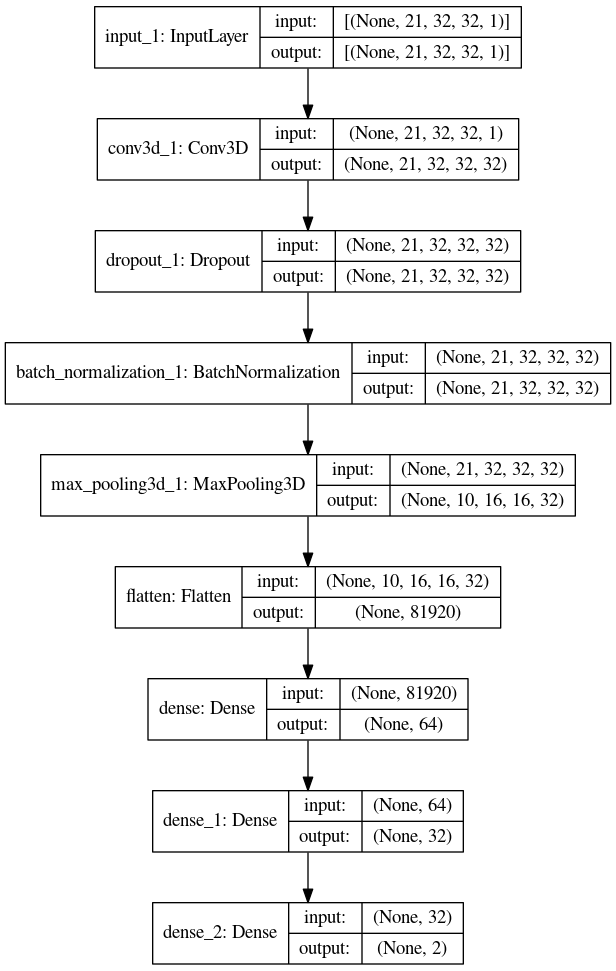 input_1: InputLayer
input:
[(None, 21, 32, 32, 1)]
output:
[(None, 21, 32, 32, 1)]
conv3d_1: Conv3D
input:
(None, 21, 32, 32, 1)
output:
(None, 21, 32, 32, 32)
dropout_1: Dropout
input:
(None, 21, 32, 32, 32)
output:
(None, 21, 32, 32, 32)
batch_normalization_1: BatchNormalization
input:
(None, 21, 32, 32, 32)
output:
(None, 21, 32, 32, 32)
max_pooling3d_1: MaxPooling3D
input:
(None, 21, 32, 32, 32)
output:
(None, 10, 16, 16, 32)
flatten: Flatten
input:
(None, 10, 16, 16, 32)
output:
(None, 81920)
dense: Dense
input:
(None, 81920)
output:
(None, 64)
dense_1: Dense
input:
(None, 64)
output:
(None, 32)
dense_2: Dense
input:
(None, 32)
output:
(None, 2)